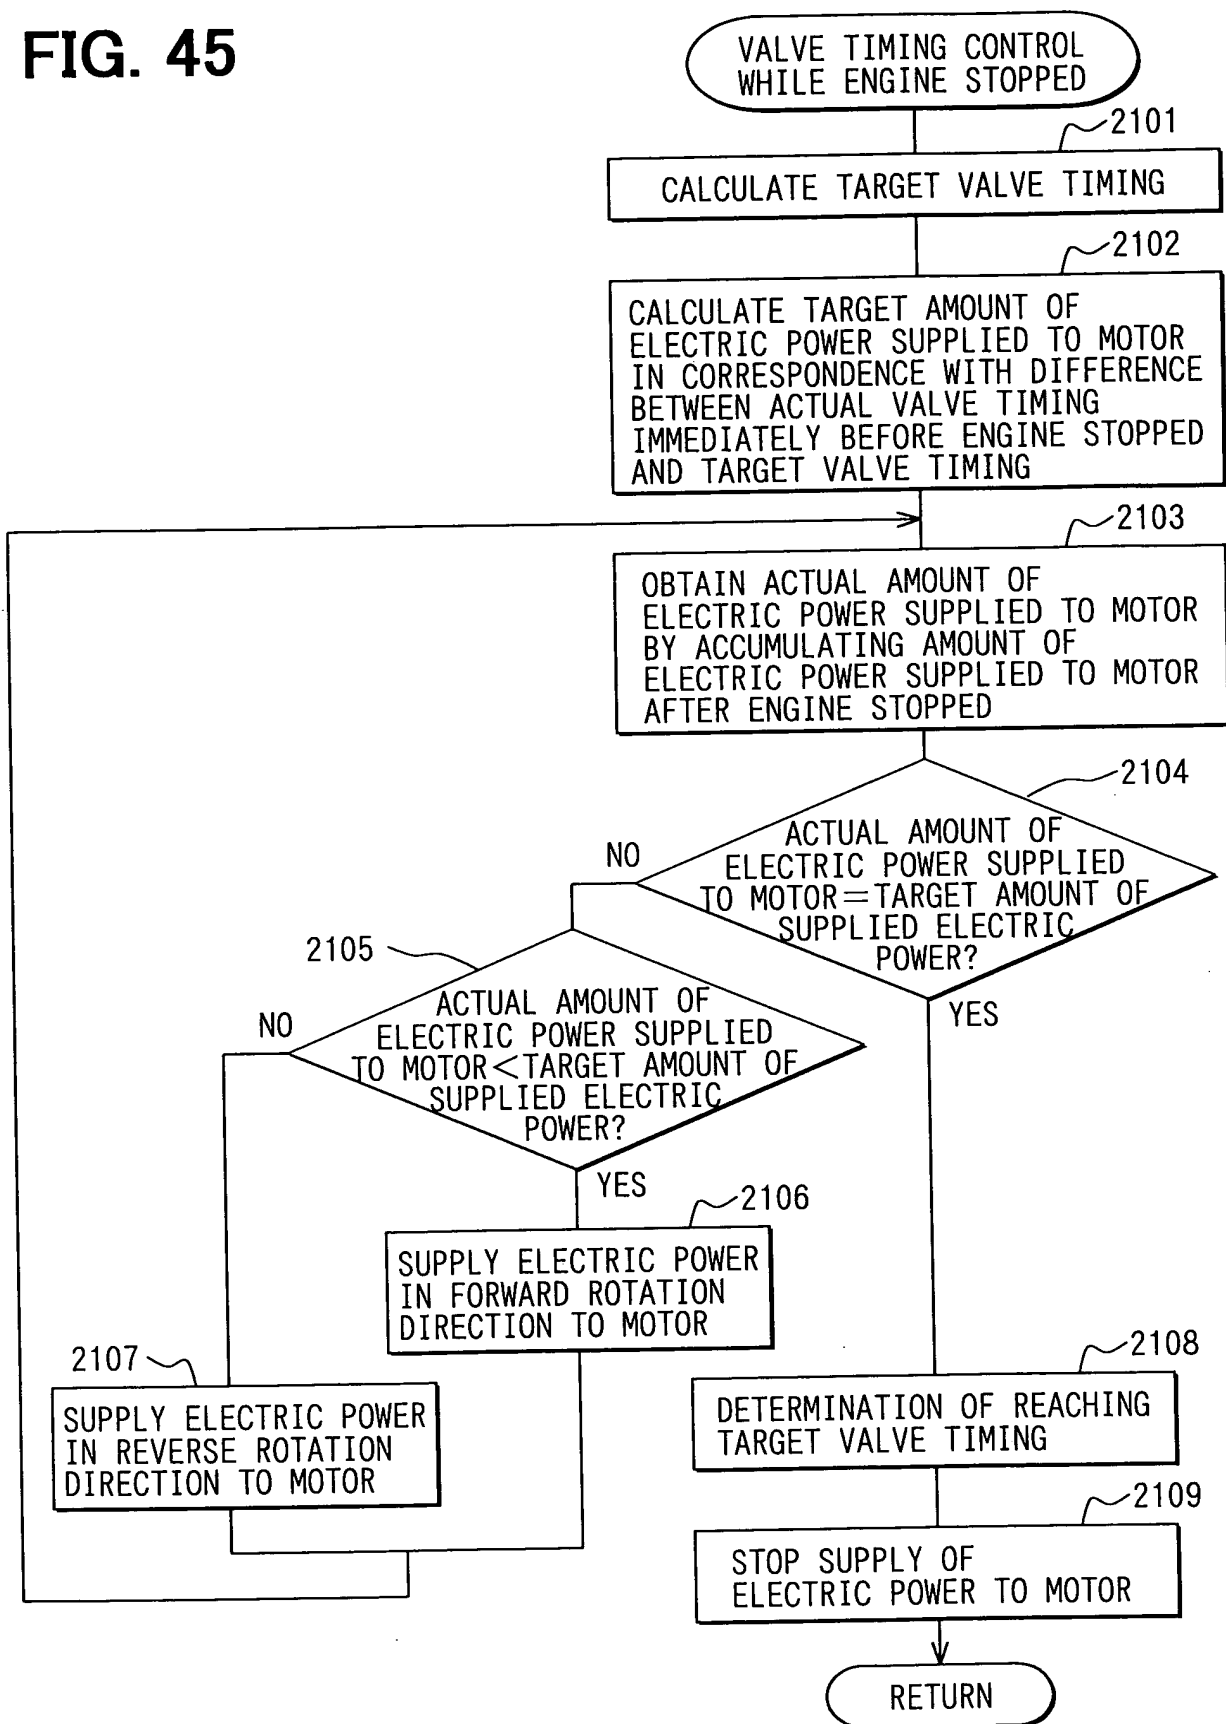 FIG. 45
VALVE TIMING CONTROL
WHILE ENGINE STOPPED
2101
CALCULATE TARGET VALVE TIMING
2102
CALCULATE TARGET AMOUNT OF
ELECTRIC POWER SUPPLIED TO MOTOR
IN CORRESPONDENCE WITH DIFFERENCE
BETWEEN ACTUAL VALVE TIMING
IMMEDIATELY BEFORE ENGINE STOPPED
AND TARGET VALVE TIMING
2103
OBTAIN ACTUAL AMOUNT OF
ELECTRIC POWER SUPPLIED TO MOTOR
BY ACCUMULATING AMOUNT OF
ELECTRIC POWER SUPPLIED TO MOTOR
AFTER ENGINE STOPPED
2104
ACTUAL AMOUNT OF
ELECTRIC POWER SUPPLIED
TO MOTOR=TARGET AMOUNT OF
SUPPLIED ELECTRIC
POWER?
NO
YES
2105
ACTUAL AMOUNT OF
ELECTRIC POWER SUPPLIED
TO MOTOR<TARGET AMOUNT OF
SUPPLIED ELECTRIC
POWER?
NO
YES
2106
SUPPLY ELECTRIC POWER
IN FORWARD ROTATION
DIRECTION TO MOTOR
2107
SUPPLY ELECTRIC POWER
IN REVERSE ROTATION
DIRECTION TO MOTOR
2108
DETERMINATION OF REACHING
TARGET VALVE TIMING
2109
STOP SUPPLY OF
ELECTRIC POWER TO MOTOR
RETURN